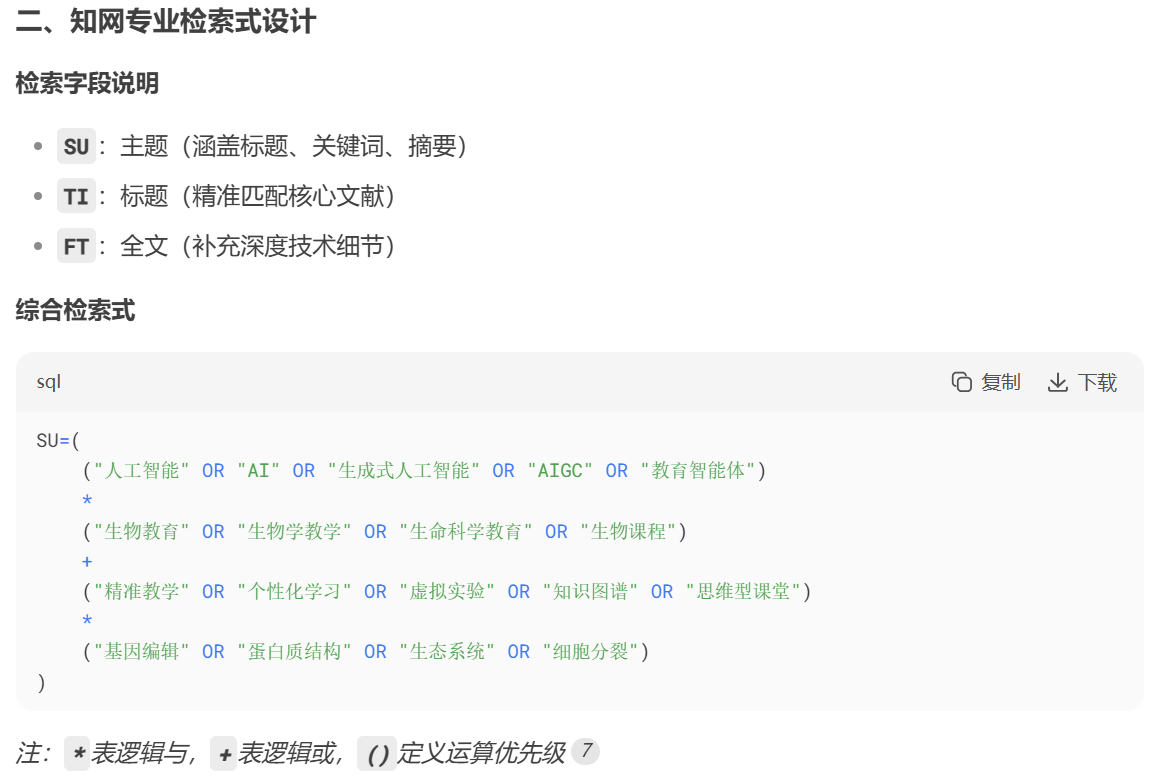 二、知网专业检索式设计
检索字段说明
SU：主题（涵盖标题、关键词、摘要）
TI：标题（精准匹配核心文献）
FT：全文（补充深度技术细节）
综合检索式
sql 复制 下载
SU=(
("人工智能" OR "AI" OR "生成式人工智能" OR "AIGC" OR "教育智能体")
*
("生物教育" OR "生物学教学" OR "生命科学教育" OR "生物课程")
+
("精准教学" OR "个性化学习" OR "虚拟实验" OR "知识图谱" OR "思维型课堂")
*
("基因编辑" OR "蛋白质结构" OR "生态系统" OR "细胞分裂")
)
注：*表逻辑与，+表逻辑或，()定义运算优先级 7